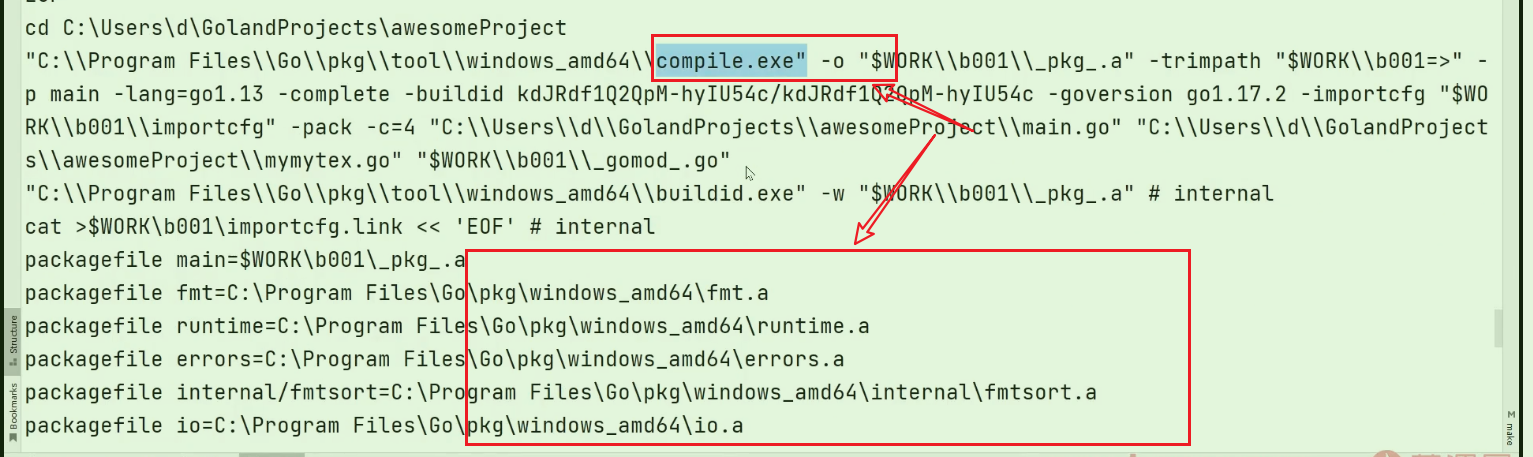 cd C:\Users\d\GolandProjects\awesomeProject
"C:\\Program Files\\Go\\pkg\\tool\\windows_amd64\\compile.exe" -o "$WORK\\b001\\_pkg_.a" -trimpath "$WORK\\b001=>" -
p main -lang=go1.13 -complete -buildid kdJRdf1Q2QpM-hyIU54c/kdJRdf1Q2QpM-hyIU54c -goversion go1.17.2 -importcfg "$WO
RK\\b001\\importcfg" -pack -c=4 "C:\\Users\\d\\GolandProjects\\awesomeProject\\main.go" "C:\\Users\\d\\GolandProject
s\\awesomeProject\\mymytex.go" "$WORK\\b001\\_gomod_.go"
"C:\\Program Files\\Go\\pkg\\tool\\windows_amd64\\buildid.exe" -w "$WORK\\b001\\_pkg_.a" # internal
cat >$WORK\b001\importcfg.link << 'EOF' # internal
packagefile main=$WORK\b001\_pkg_.a
packagefile fmt=C:\Program Files\Go\pkg\windows_amd64\fmt.a
packagefile runtime=C:\Program Files\Go\pkg\windows_amd64\runtime.a
packagefile errors=C:\Program Files\Go\pkg\windows_amd64\errors.a
packagefile internal/fmtsort=C:\Program Files\Go\pkg\windows_amd64\internal\fmtsort.a
packagefile io=C:\Program Files\Go\pkg\windows_amd64\io.a
Structure
Bookmarks
M make